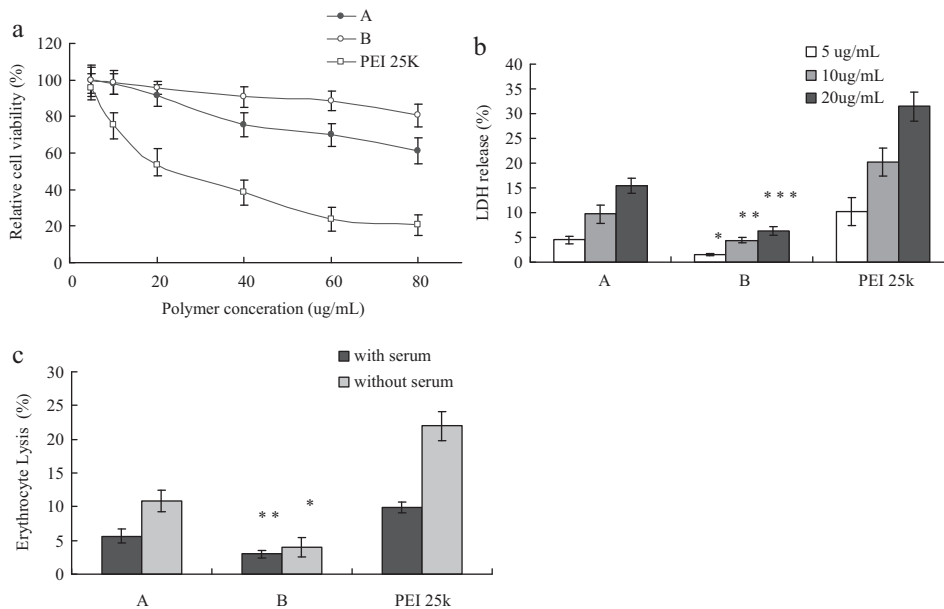 a
A
B
PEI 25K
Relative cell viability (%)
120
100
80
60
40
20
0
0 20 40 60 80
Polymer conceration (ug/mL)
b
5 ug/mL
10ug/mL
20ug/mL
LDH release (%)
40
35
30
25
20
15
10
5
0
* ** ***
A B PEI 25k
c
with serum
without serum
Erythrocyte Lysis (%)
30
25
20
15
10
5
0
** *
A B PEI 25k